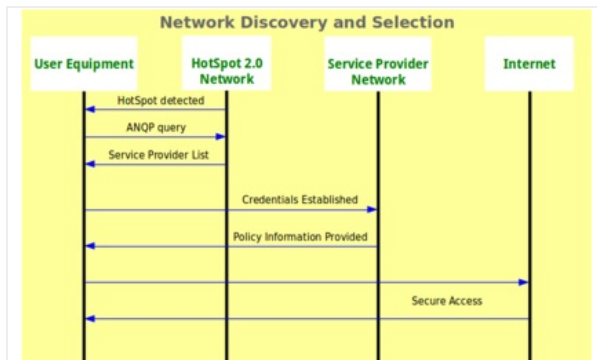 Network Discovery and Selection
User Equipment
HotSpot 2.0
Network
Service Provider
Network
Internet
HotSpot detected
ANQP query
Service Provider List
Credentials Established
Policy Information Provided
Secure Access